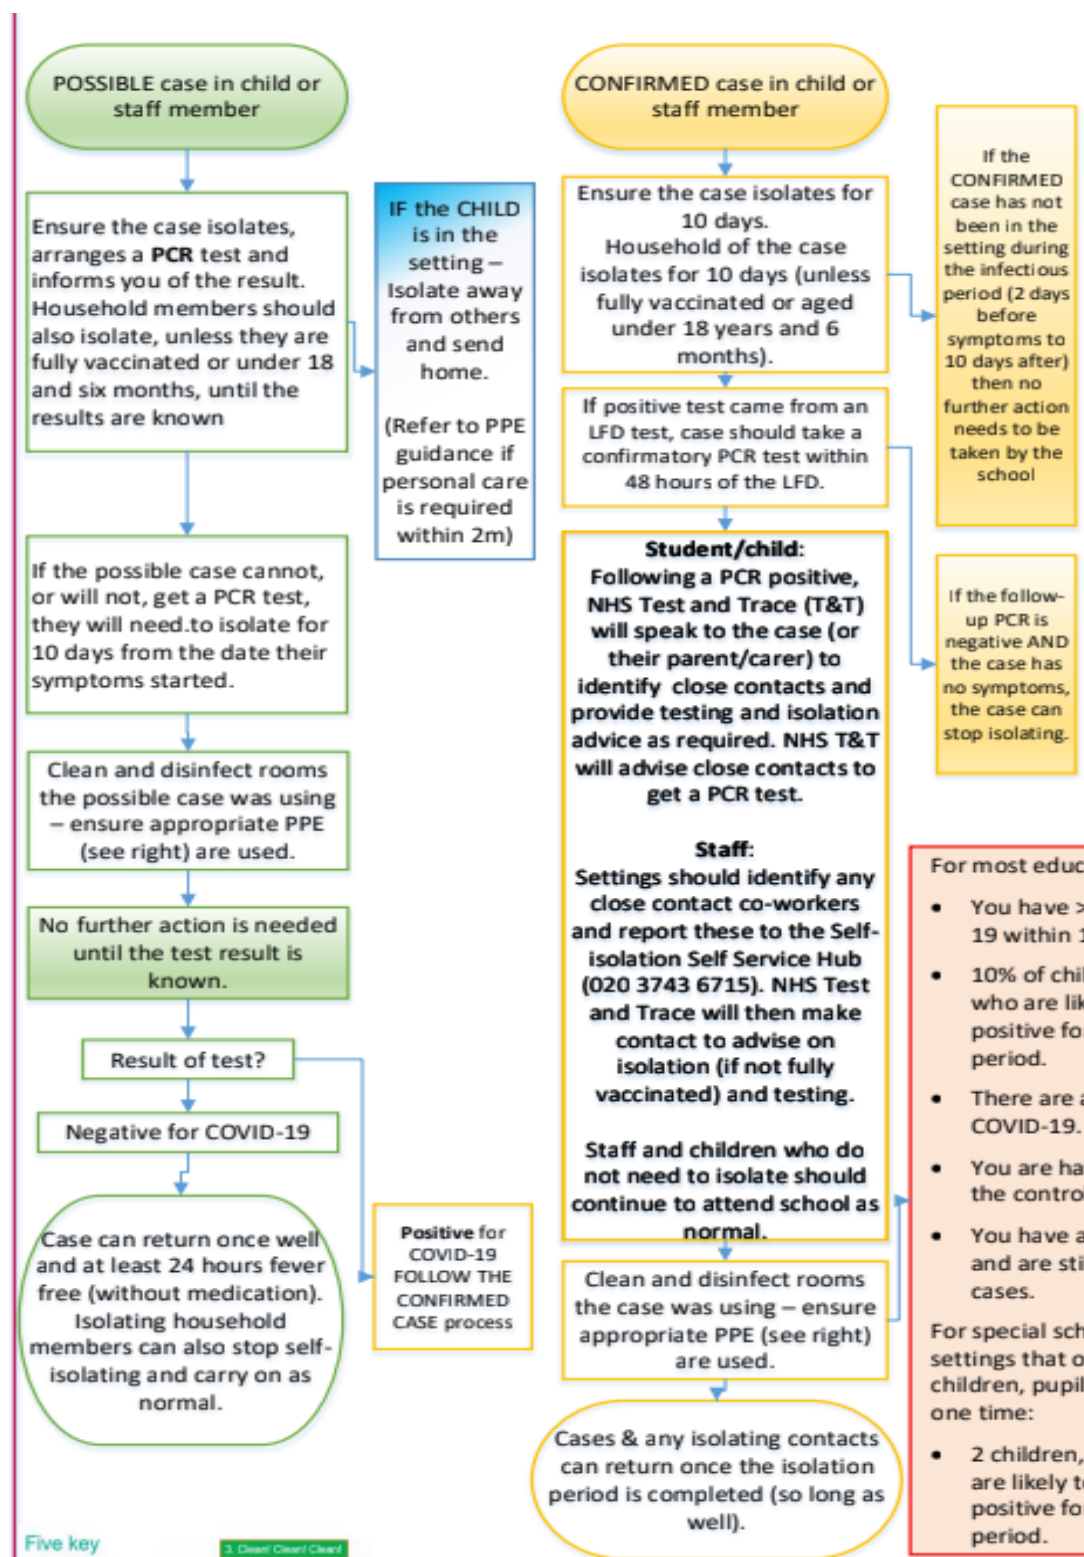 POSSIBLE case in child or
staff member
Ensure the case isolates,
arranges a PCR test and
informs you of the result.
Household members should
also isolate, unless they are
fully vaccinated or under 18
and six months, until the
results are known
IF the CHILD
is in the
setting –
Isolate away
from others
and send
home.
(Refer to PPE
guidance if
personal care
is required
within 2m)
If the possible case cannot,
or will not, get a PCR test,
they will need.to isolate for
10 days from the date their
symptoms started.
Clean and disinfect rooms
the possible case was using
– ensure appropriate PPE
(see right) are used.
No further action is needed
until the test result is
known.
Result of test?
Negative for COVID-19
Case can return once well
and at least 24 hours fever
free (without medication).
Isolating household
members can also stop self-
isolating and carry on as
normal.
Positive for
COVID-19
FOLLOW THE
CONFIRMED
CASE process
CONFIRMED case in child or
staff member
Ensure the case isolates for
10 days.
Household of the case
isolates for 10 days (unless
fully vaccinated or aged
under 18 years and 6
months).
If the
CONFIRMED
case has not
been in the
setting during
the infectious
period (2 days
before
symptoms to
10 days after)
then no
further action
needs to be
taken by the
school
If positive test came from an
LFD test, case should take a
confirmatory PCR test within
48 hours of the LFD.
If the follow-
up PCR is
negative AND
the case has
no symptoms,
the case can
stop isolating.
Student/child:
Following a PCR positive,
NHS Test and Trace (T&T)
will speak to the case (or
their parent/carer) to
identify close contacts and
provide testing and isolation
advice as required. NHS T&T
will advise close contacts to
get a PCR test.
Staff:
Settings should identify any
close contact co-workers
and report these to the Self-
isolation Self Service Hub
(020 3743 6715). NHS Test
and Trace will then make
contact to advise on
isolation (if not fully
vaccinated) and testing.
Staff and children who do
not need to isolate should
continue to attend school as
normal.
Clean and disinfect rooms
the case was using – ensure
appropriate PPE (see right)
are used.
Cases & any isolating contacts
can return once the isolation
period is completed (so long as
well).
For most educ
• You have >
19 within 1
• 10% of chil
who are lik
positive fo
period.
• There are a
COVID-19.
• You are ha
the contro
• You have a
and are sti
cases.
For special sch
settings that o
children, pupil
one time:
• 2 children,
are likely t
positive fo
period.
Five key
3. Clean! Clean! Clean!